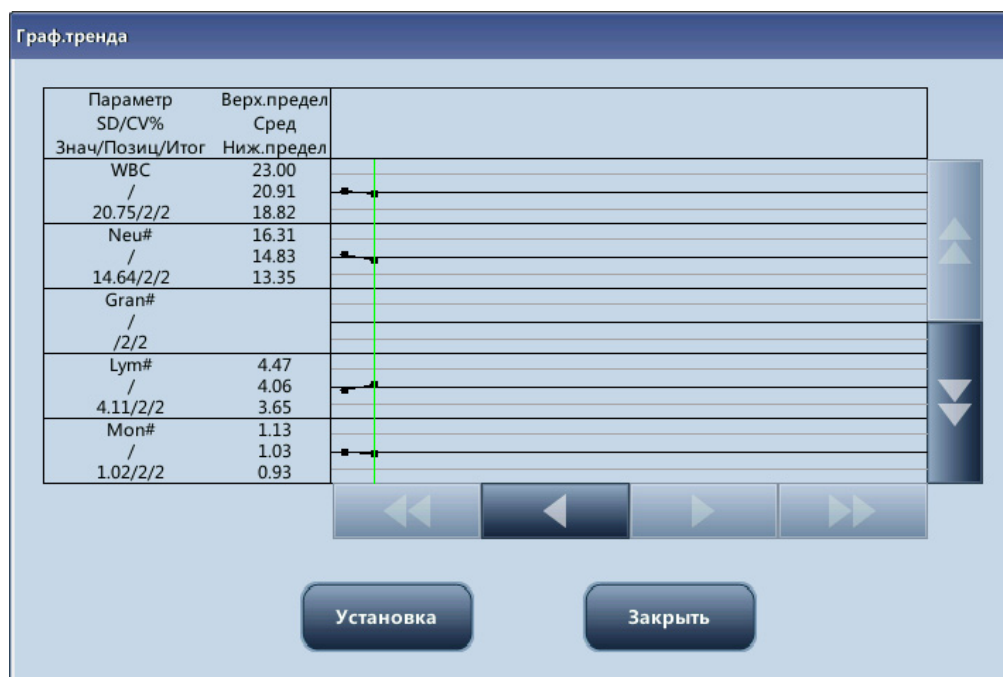 Граф.тренда
Параметр Верх.предел
SD/CV% Сред
Знач/Позиц/Итог Ниж.предел
WBC 23.00
/ 20.91
20.75/2/2 18.82
Neu# 16.31
/ 14.83
14.64/2/2 13.35
Gran#
/
/2/2
Lym# 4.47
/ 4.06
4.11/2/2 3.65
Mon# 1.13
/ 1.03
1.02/2/2 0.93
Установка Закрыть